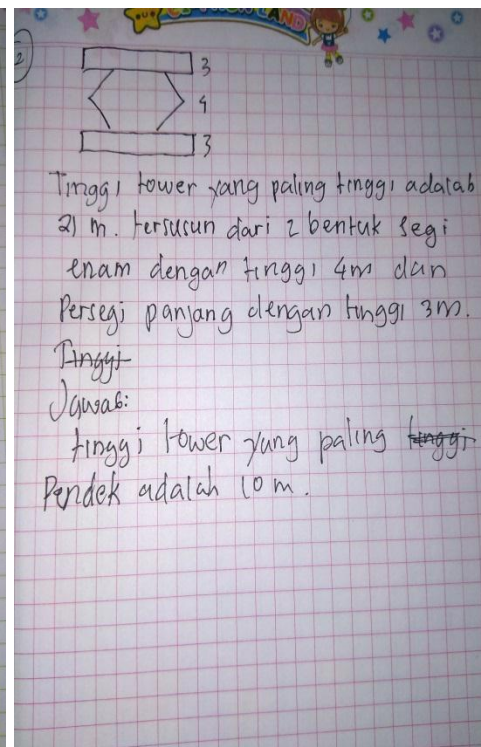 2
3
4
3
Tinggi tower yang paling tinggi adalah
21 m. tersusun dari 2 bentuk segi
enam dengan tinggi 4m dan
Persegi panjang dengan tinggi 3m.
Tinggi
Jawab:
tinggi tower yang paling tinggi
Pendek adalah 10 m.